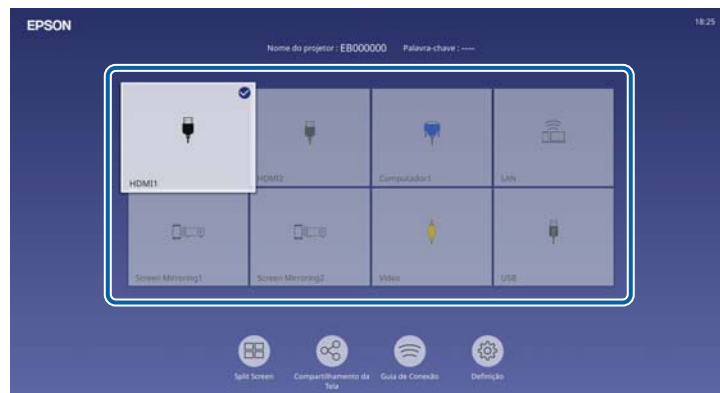 EPSON
18:25
Nome do projetor : EB000000 Palavra-chave : ----
HDMI1
HDMI2
Computador1
LAN
Screen Mirroring1
Screen Mirroring2
Vídeo
USB
Split Screen
Compartilhamento da
Tela
Guia de Conexão
Definição